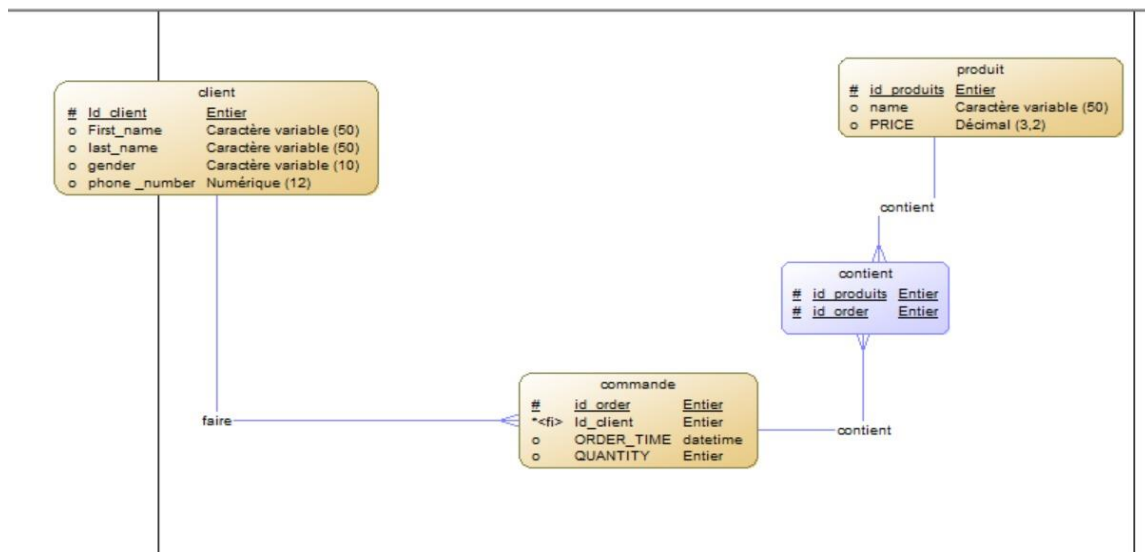 client
# Id_client Entier
o First_name Caractère variable (50)
o last_name Caractère variable (50)
o gender Caractère variable (10)
o phone _number Numérique (12)
produit
# id_produits Entier
o name Caractère variable (50)
o PRICE Décimal (3,2)
contient
contient
# id_produits Entier
# id_order Entier
commande
# id_order Entier
*<fi> Id_client Entier
o ORDER_TIME datetime
o QUANTITY Entier
faire
contient